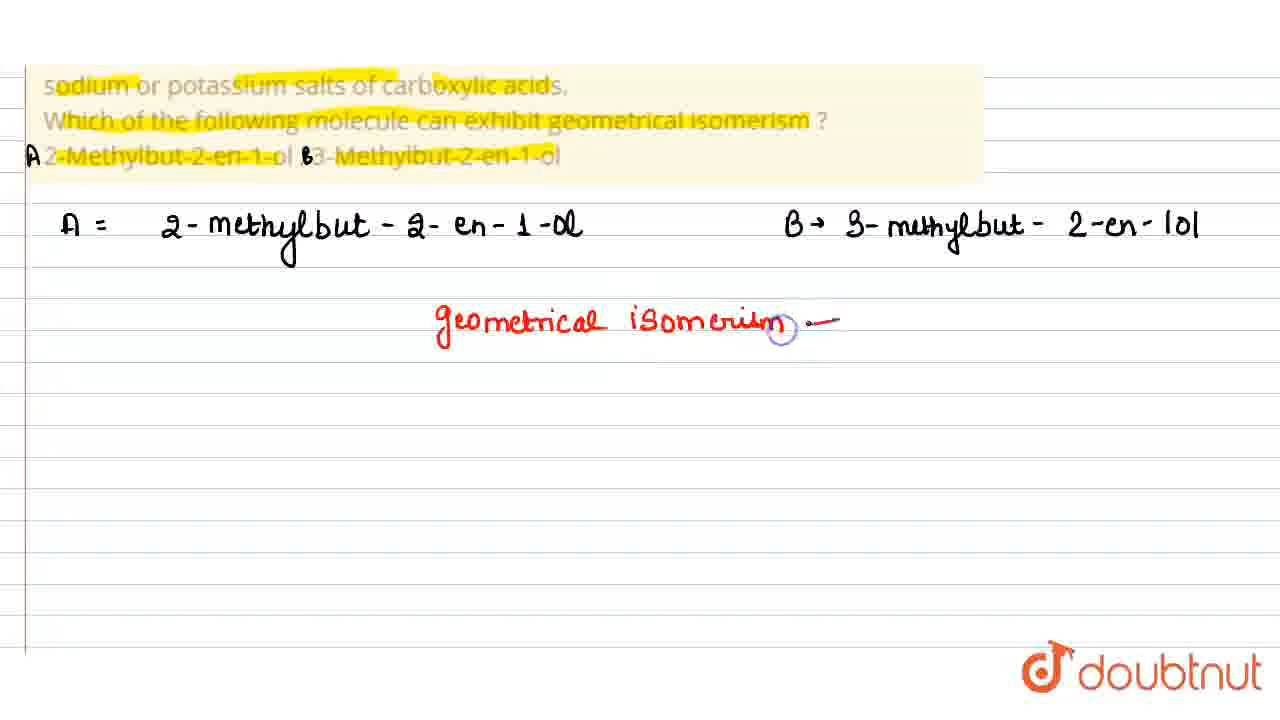 sodium or potassium salts of carboxylic acids.
Which of the following molecule can exhibit geometrical isomerism ?
A 2-Methylbut-2-en-1-ol B 3-Methylbut-2-en-1-ol
A = 2- methylbut - 2- en - 1 -ol B → 3- methylbut - 2-en - 1ol
geometrical isomerism -
doubtnut